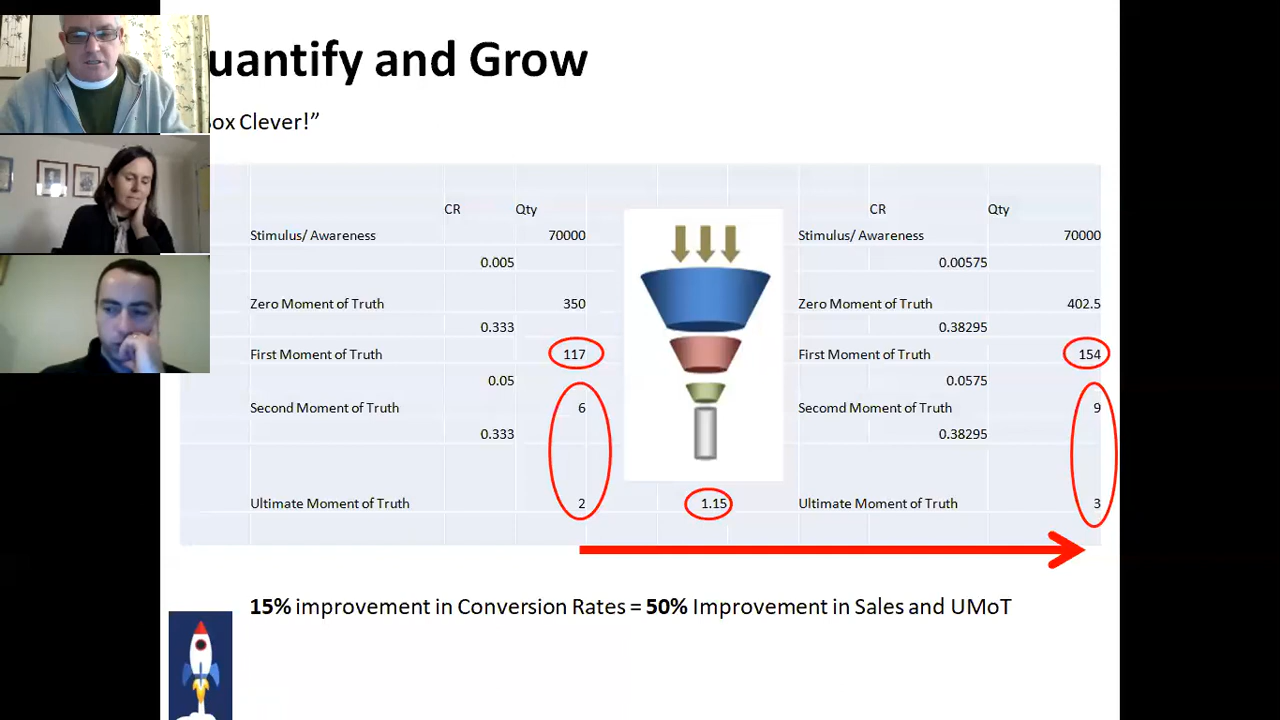 uantify and Grow
ox Clever!”
CR Qty CR Qty
Stimulus/ Awareness 70000 Stimulus/ Awareness 70000
0.005 0.00575
Zero Moment of Truth 350 Zero Moment of Truth 402.5
0.333 0.38295
First Moment of Truth 117 First Moment of Truth 154
0.05 0.0575
Second Moment of Truth 6 Secomd Moment of Truth 9
0.333 0.38295
Ultimate Moment of Truth 2 1.15 Ultimate Moment of Truth 3
15% improvement in Conversion Rates = 50% Improvement in Sales and UMoT